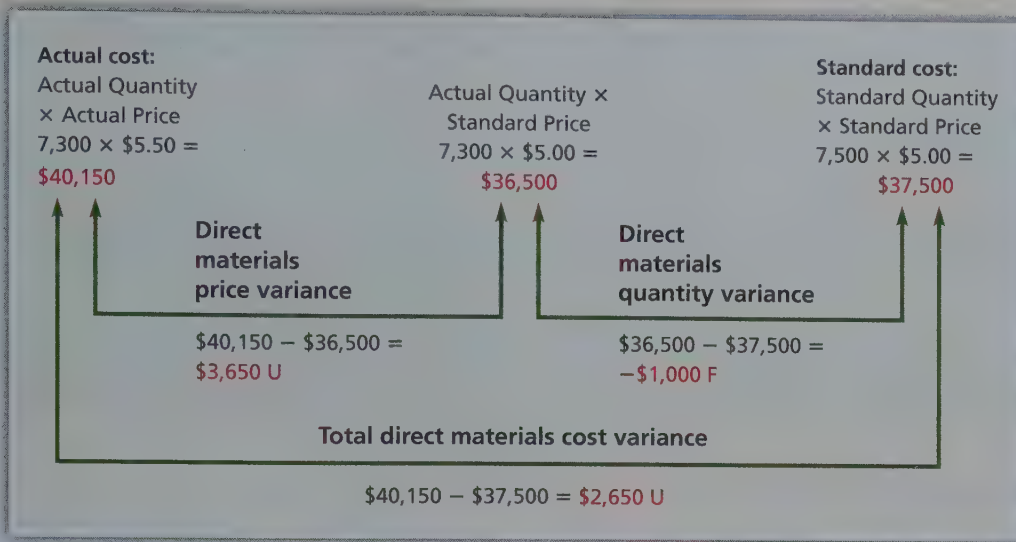 Actual cost:
Actual Quantity
× Actual Price
7,300 × $5.50 =
$40,150
Actual Quantity ×
Standard Price
7,300 × $5.00 =
$36,500
Standard cost:
Standard Quantity
× Standard Price
7,500 × $5.00 =
$37,500
Direct
materials
price variance
$40,150 – $36,500 =
$3,650 U
Direct
materials
quantity variance
$36,500 – $37,500 =
–$1,000 F
Total direct materials cost variance
$40,150 – $37,500 = $2,650 U